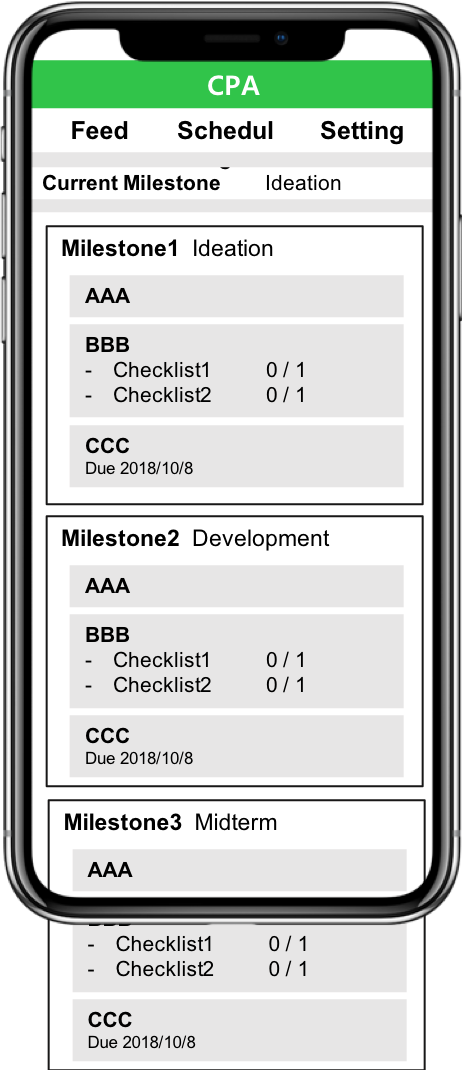 CPA
Feed Schedul Setting
Current Milestone Ideation
Milestone1 Ideation
AAA
BBB
- Checklist1 0 / 1
- Checklist2 0 / 1
CCC
Due 2018/10/8
Milestone2 Development
AAA
BBB
- Checklist1 0 / 1
- Checklist2 0 / 1
CCC
Due 2018/10/8
Milestone3 Midterm
AAA
BBB
- Checklist1 0 / 1
- Checklist2 0 / 1
CCC
Due 2018/10/8